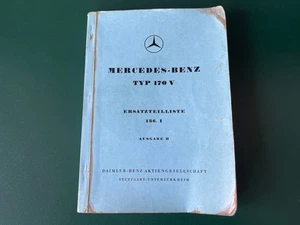 MERCEDES-BENZ
TYP 170 V
ERSATZTEILLISTE
136. I
AUSGABE B
DAIMLER-BENZ AKTIENGESELLSCHAFT
STUTTGART-UNTERTÜRKHEIM